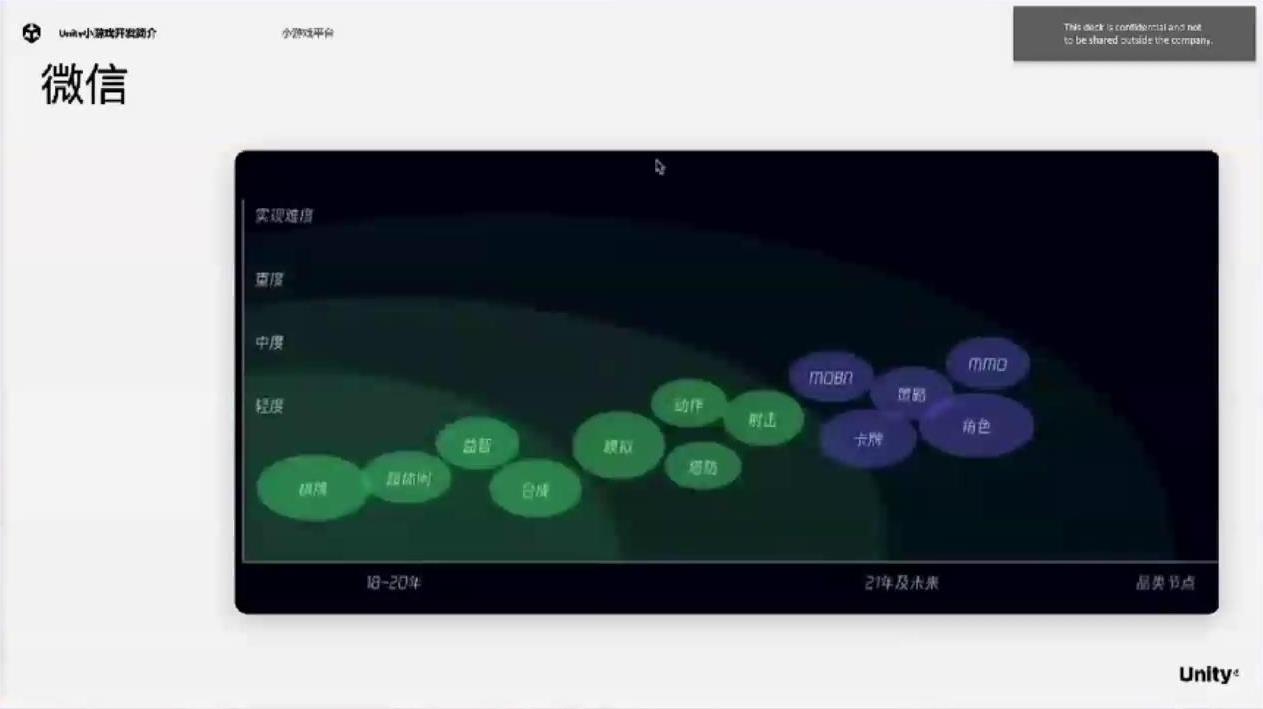 Unity小游戏开发简介
小游戏平台
This deck is confidential and not
to be shared outside the company.
微信
实现难度
重度
中度
轻度
MOBA
MMO
策略
动作
射击
卡牌
角色
益智
模拟
塔防
棋牌
超休闲
合成
18-20年
21年及未来
品类节点
Unity